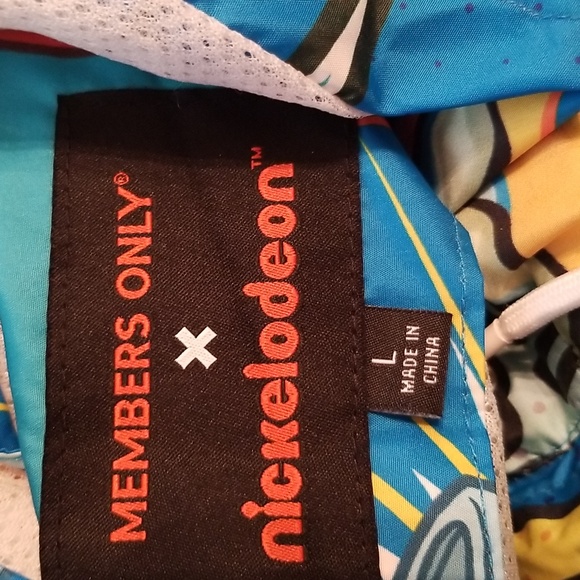 MEMBERS ONLY®
×
nickelodeon™
L
MADE IN
CHINA